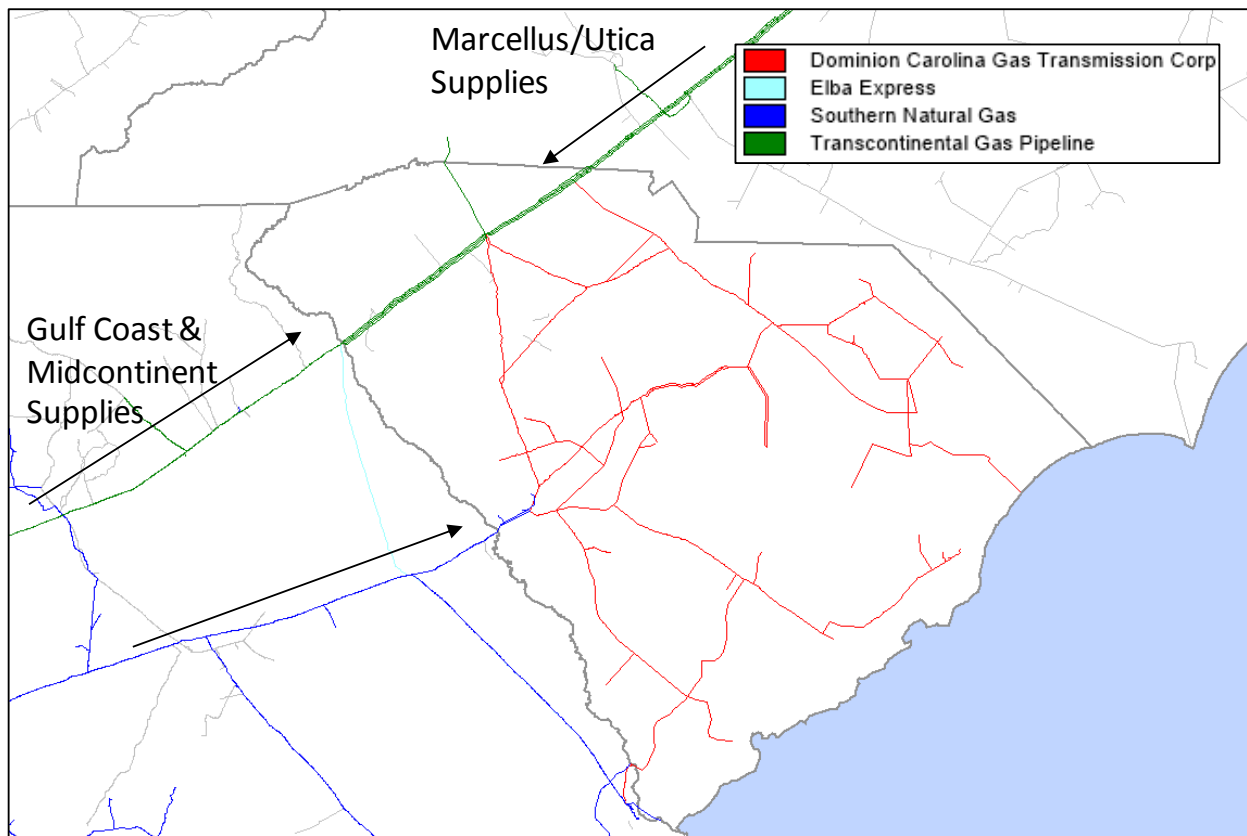 Marcellus/Utica
Supplies
Dominion Carolina Gas Transmission Corp
Elba Express
Southern Natural Gas
Transcontinental Gas Pipeline
Gulf Coast &
Midcontinent
Supplies